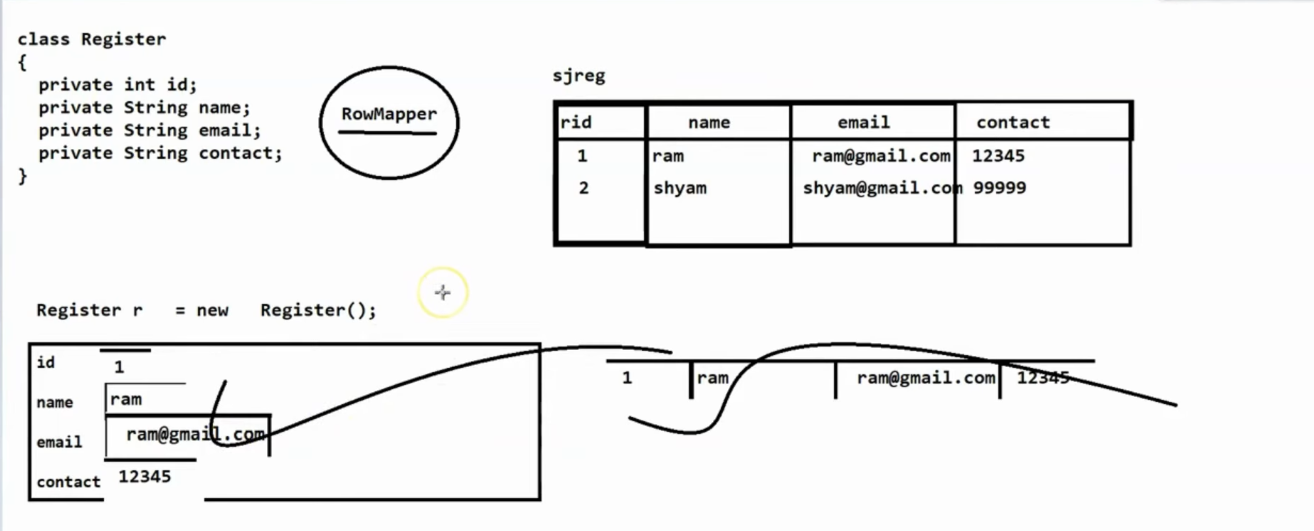 class Register
{
private int id;
private String name;
private String email;
private String contact;
}
RowMapper
sjreg
rid name email contact
1 ram ram@gmail.com 12345
2 shyam shyam@gmail.com 99999
Register r = new Register();
id 1
name ram
email ram@gmail.com
contact 12345
1 ram ram@gmail.com 12345